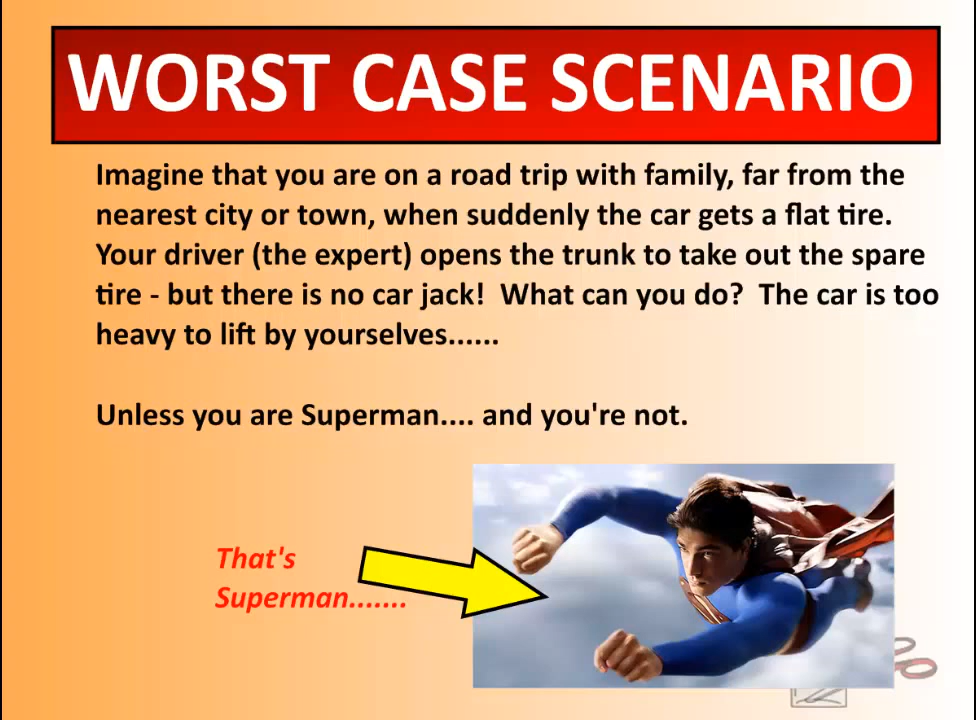 WORST CASE SCENARIO
Imagine that you are on a road trip with family, far from the
nearest city or town, when suddenly the car gets a flat tire.
Your driver (the expert) opens the trunk to take out the spare
tire - but there is no car jack!  What can you do?  The car is too
heavy to lift by yourselves......
Unless you are Superman.... and you're not.
That's
Superman.......